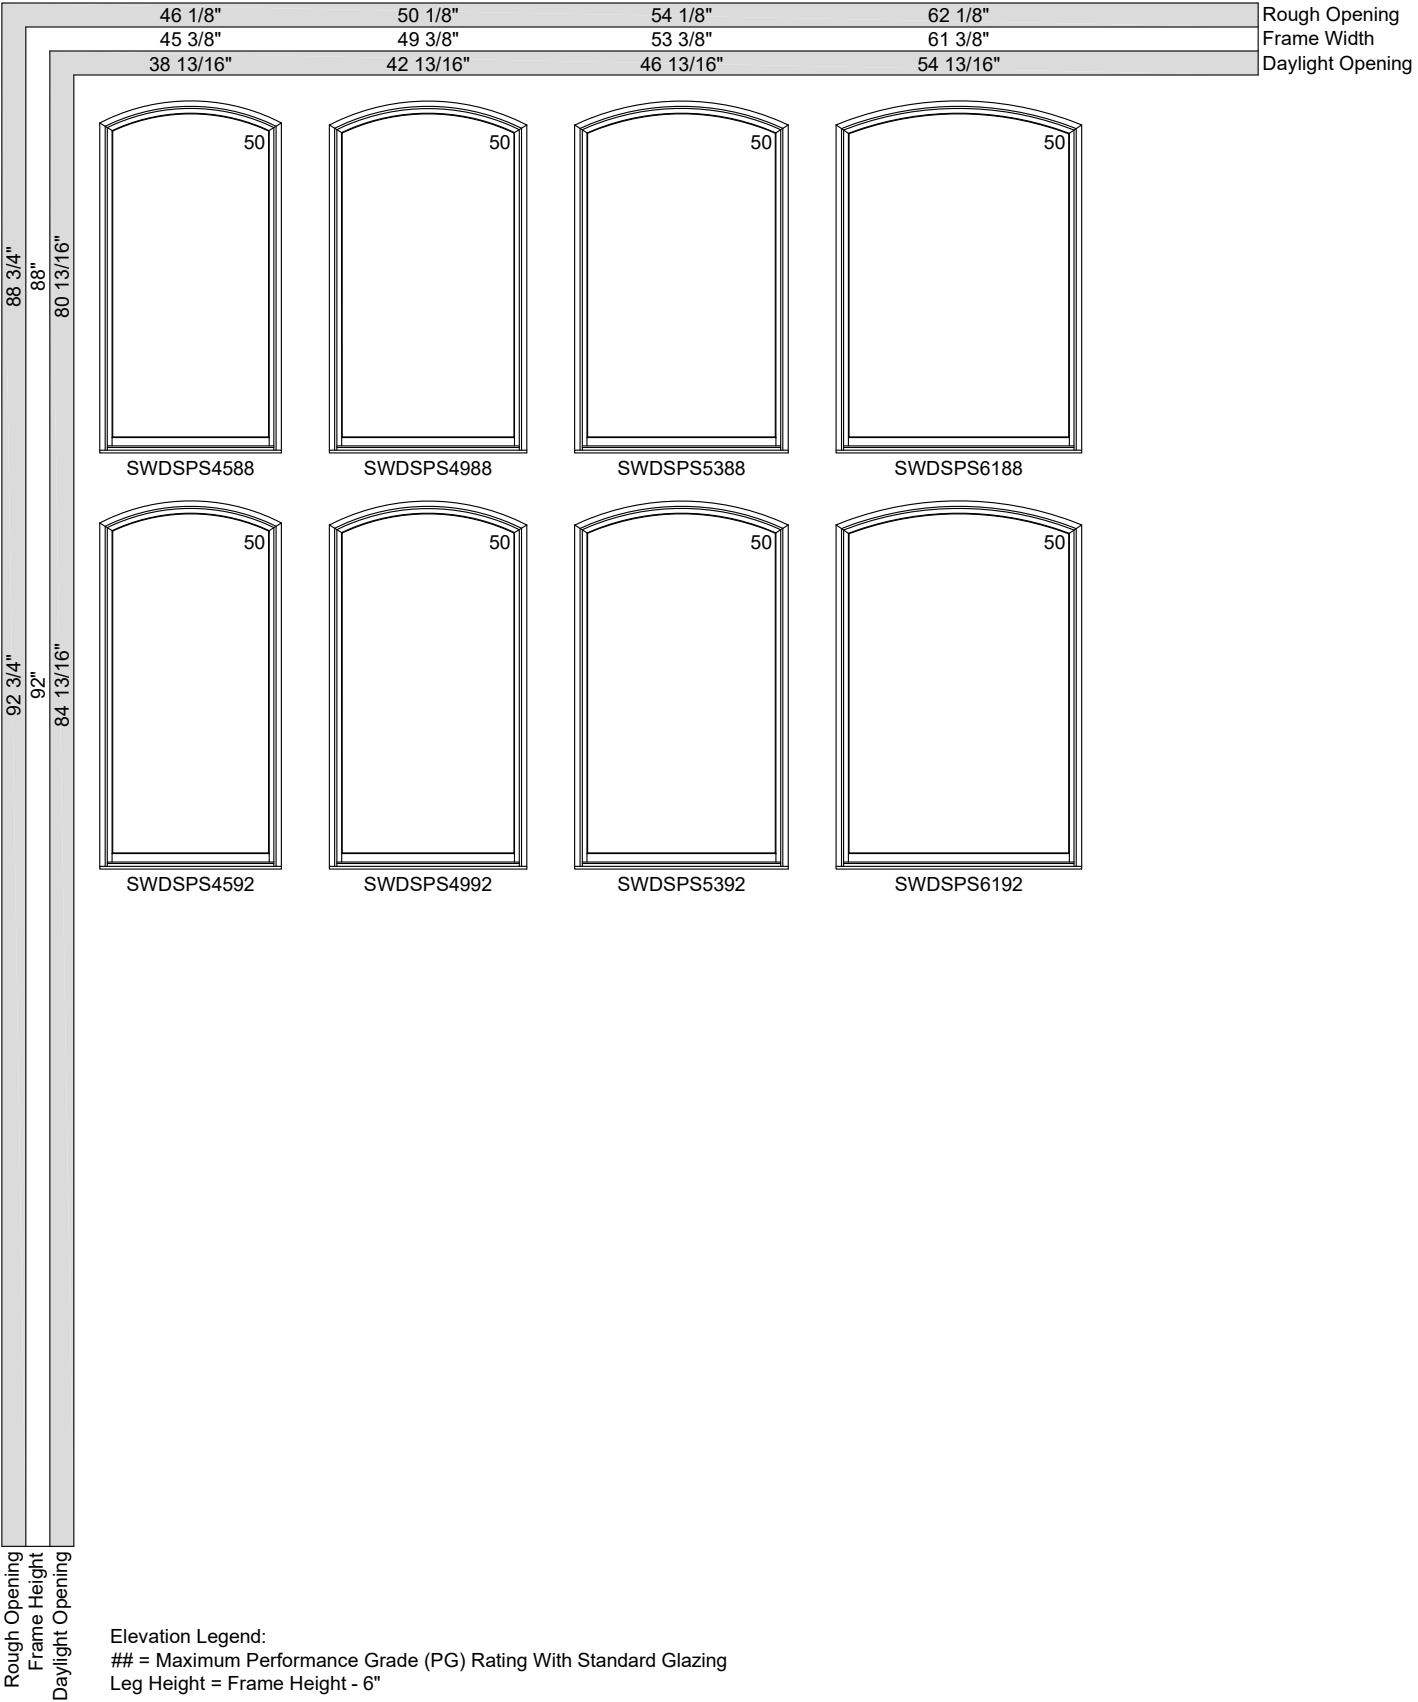 46 1/8" 50 1/8" 54 1/8" 62 1/8" Rough Opening
45 3/8" 49 3/8" 53 3/8" 61 3/8" Frame Width
38 13/16" 42 13/16" 46 13/16" 54 13/16" Daylight Opening
88 3/4"
88"
80 13/16"
50 50 50 50
SWDSPS4588 SWDSPS4988 SWDSPS5388 SWDSPS6188
92 3/4"
92"
84 13/16"
50 50 50 50
SWDSPS4592 SWDSPS4992 SWDSPS5392 SWDSPS6192
Rough Opening
Frame Height
Daylight Opening
Elevation Legend:
## = Maximum Performance Grade (PG) Rating With Standard Glazing
Leg Height = Frame Height - 6"